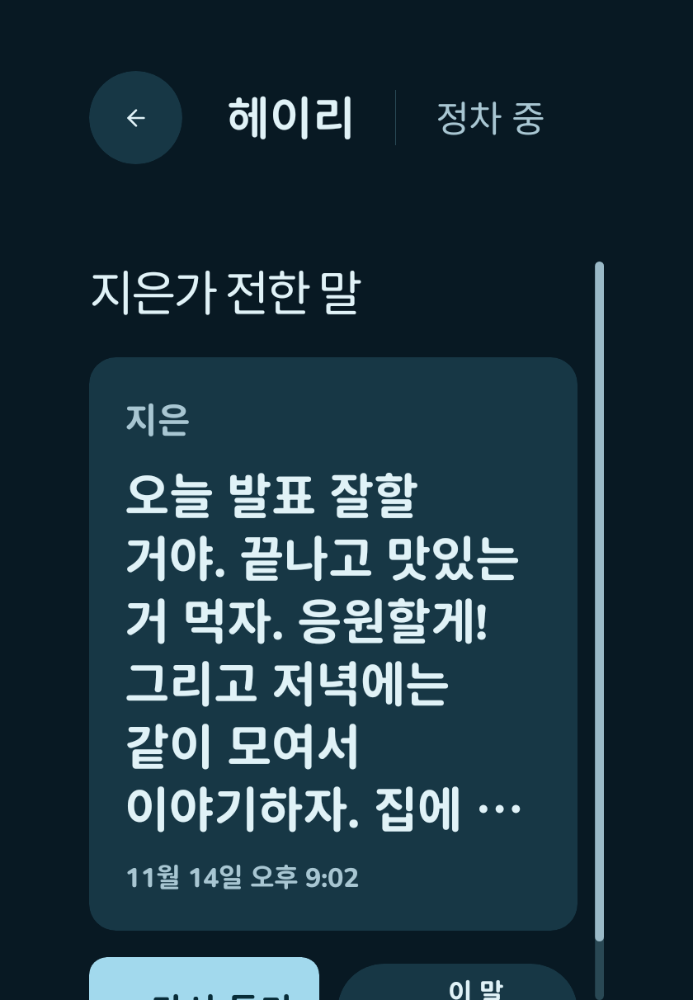 헤이리
정차 중
지은가 전한 말
지은
오늘 발표 잘할
거야. 끝나고 맛있는
거 먹자. 응원할게!
그리고 저녁에는
같이 모여서
이야기하자. 집에 …
11월 14일 오후 9:02
이 말